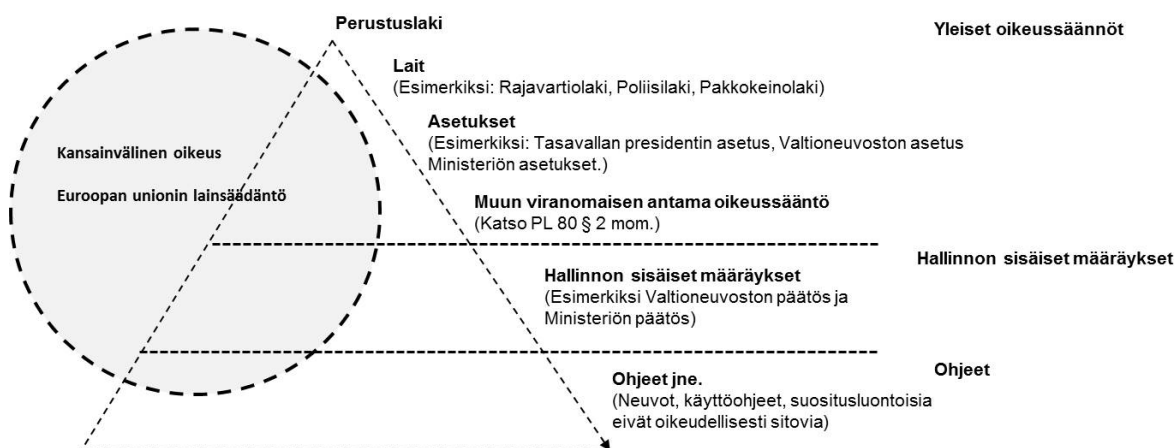 Perustuslaki
Yleiset oikeussäännöt
Lait
(Esimerkiksi: Rajavartiolaki, Poliisilaki, Pakkokeinolaki)
Asetukset
(Esimerkiksi: Tasavallan presidentin asetus, Valtioneuvoston asetus
Ministeriön asetukset.)
Kansainvälinen oikeus
Euroopan unionin lainsäädäntö
Muun viranomaisen antama oikeussääntö
(Katso PL 80 § 2 mom.)
Hallinnon sisäiset määräykset
Hallinnon sisäiset määräykset
(Esimerkiksi Valtioneuvoston päätös ja
Ministeriön päätös)
Ohjeet
Ohjeet jne.
(Neuvot, käyttöohjeet, suositusluontoisia
eivät oikeudellisesti sitovia)